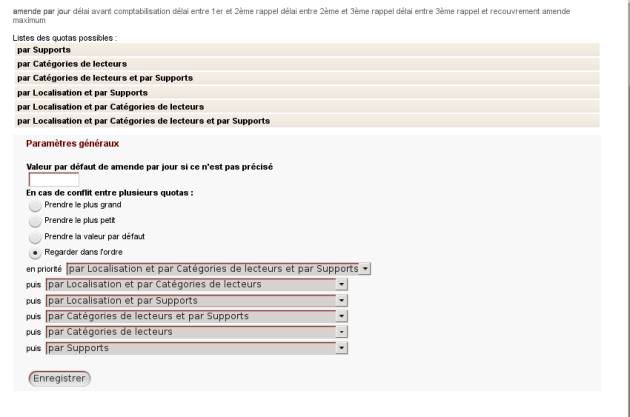 amende par jour délai avant comptabilisation délai entre 1er et 2ème rappel délai entre 2ème et 3ème rappel délai entre 3ème rappel et recouvrement amende
maximum
Listes des quotas possibles :
par Supports
par Catégories de lecteurs
par Catégories de lecteurs et par Supports
par Localisation et par Supports
par Localisation et par Catégories de lecteurs
par Localisation et par Catégories de lecteurs et par Supports
Paramètres généraux
Valeur par défaut de amende par jour si ce n'est pas précisé
En cas de conflit entre plusieurs quotas :
Prendre le plus grand
Prendre le plus petit
Prendre la valeur par défaut
Regarder dans l'ordre
en priorité par Localisation et par Catégories de lecteurs et par Supports
puis par Localisation et par Catégories de lecteurs
puis par Localisation et par Supports
puis par Catégories de lecteurs et par Supports
puis par Catégories de lecteurs
puis par Supports
Enregistrer